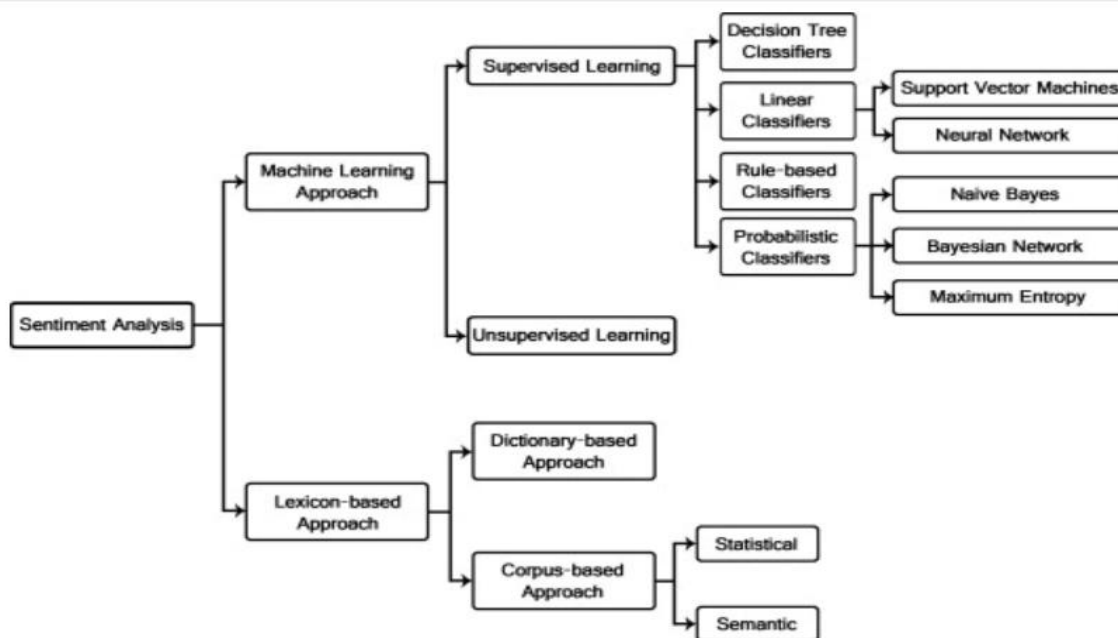 Decision Tree
Classifiers
Supervised Learning
Linear
Classifiers
Support Vector Machines
Neural Network
Machine Learning
Approach
Rule-based
Classifiers
Naive Bayes
Probabilistic
Classifiers
Bayesian Network
Maximum Entropy
Sentiment Analysis
Unsupervised Learning
Dictionary-based
Approach
Lexicon-based
Approach
Statistical
Corpus-based
Approach
Semantic